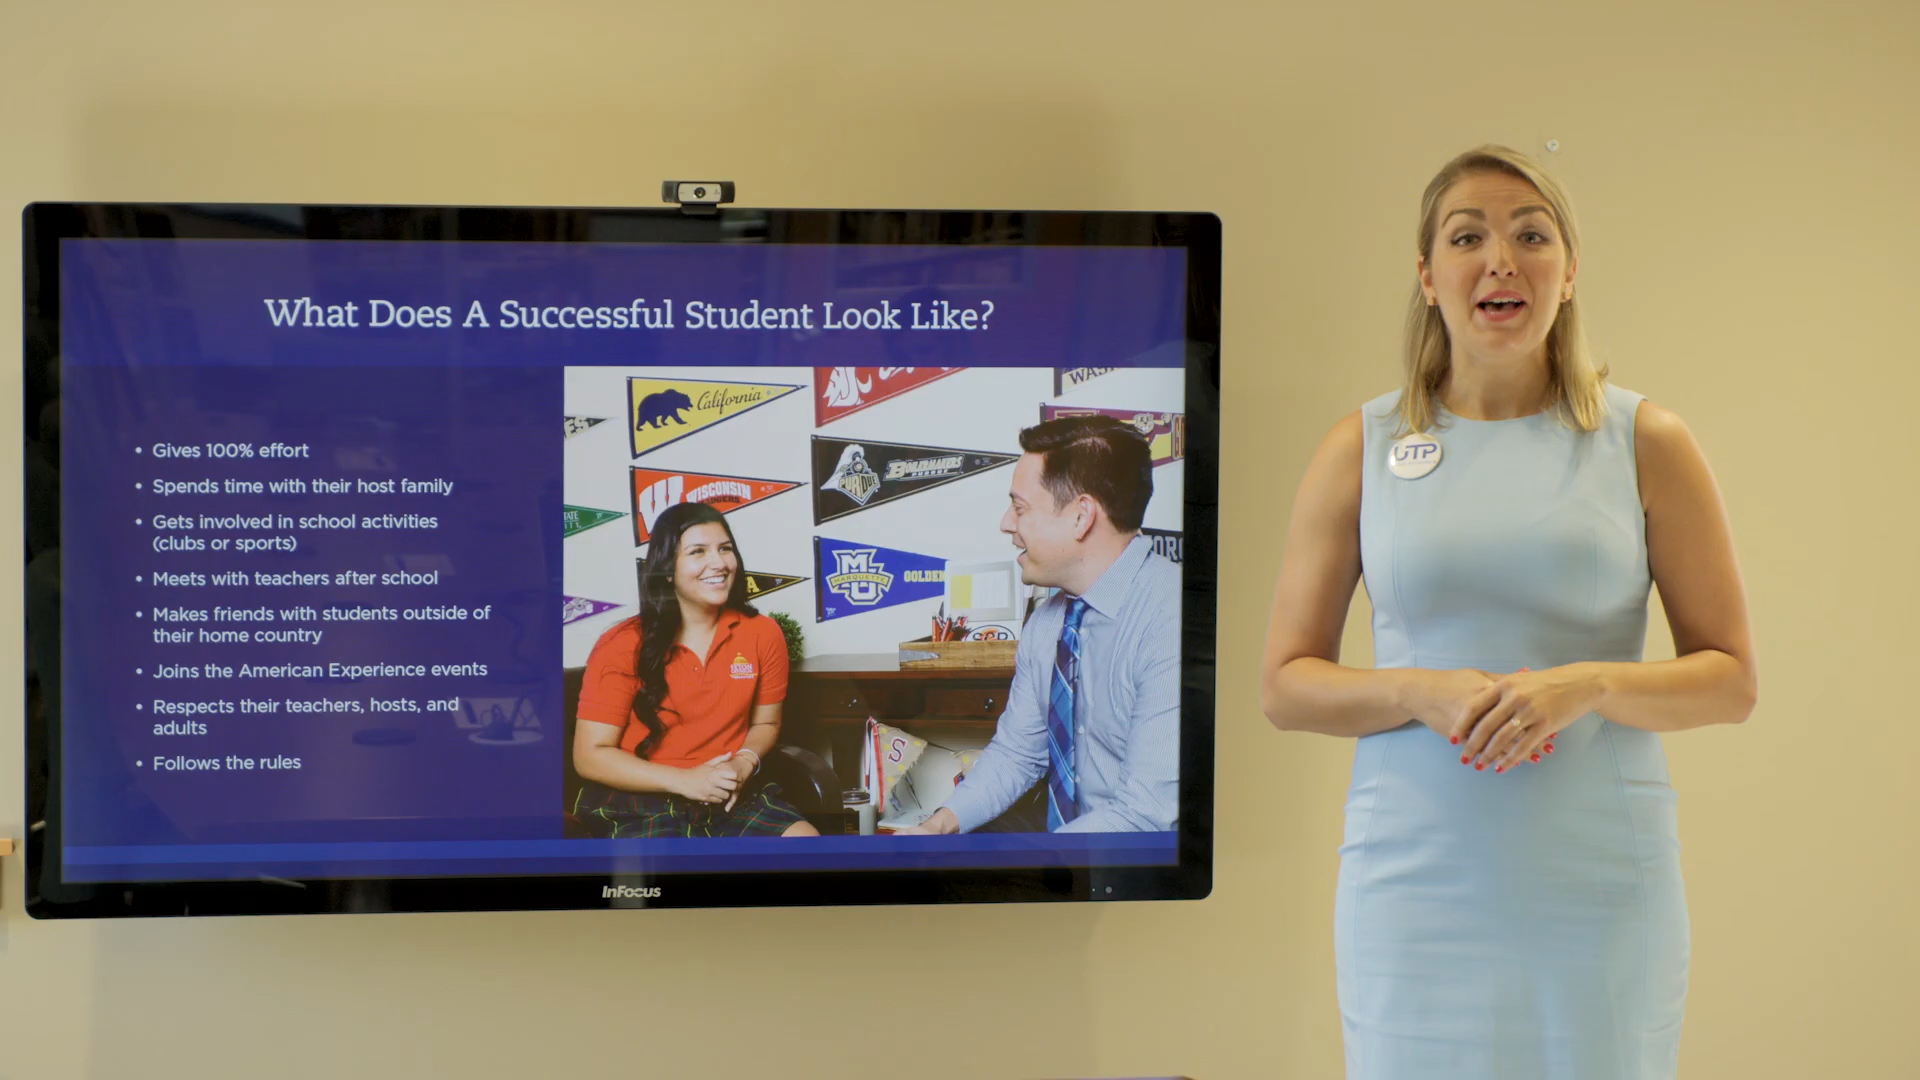 What Does A Successful Student Look Like?
• Gives 100% effort
• Spends time with their host family
• Gets involved in school activities
(clubs or sports)
• Meets with teachers after school
• Makes friends with students outside of
their home country
• Joins the American Experience events
• Respects their teachers, hosts, and
adults
• Follows the rules
California
WISCONSIN
PURDUE
BOILERMAKERS
MU
MARQUETTE
GOLDEN
S
UTP
InFocus